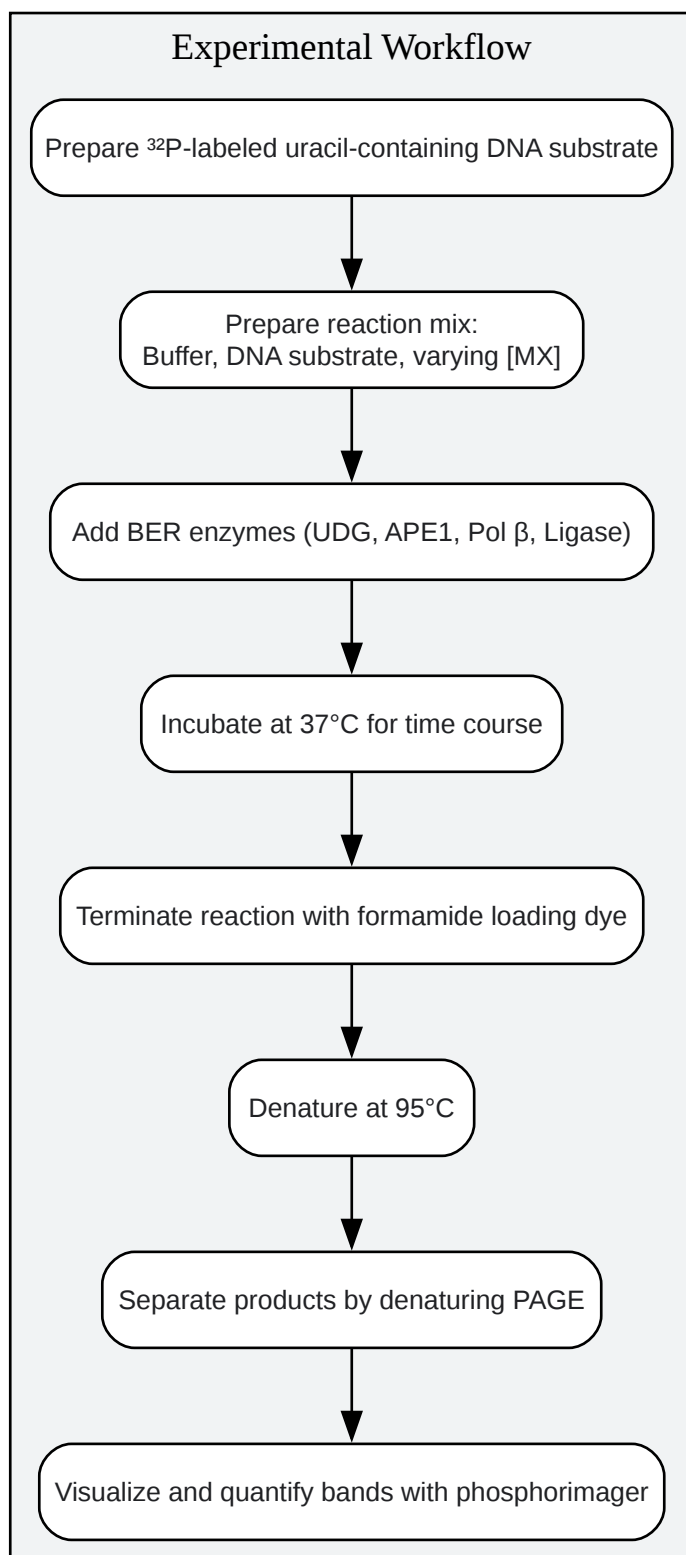 Experimental Workflow
Prepare ³²P-labeled uracil-containing DNA substrate
Prepare reaction mix:
Buffer, DNA substrate, varying [MX]
Add BER enzymes (UDG, APE1, Pol β, Ligase)
Incubate at 37°C for time course
Terminate reaction with formamide loading dye
Denature at 95°C
Separate products by denaturing PAGE
Visualize and quantify bands with phosphorimager